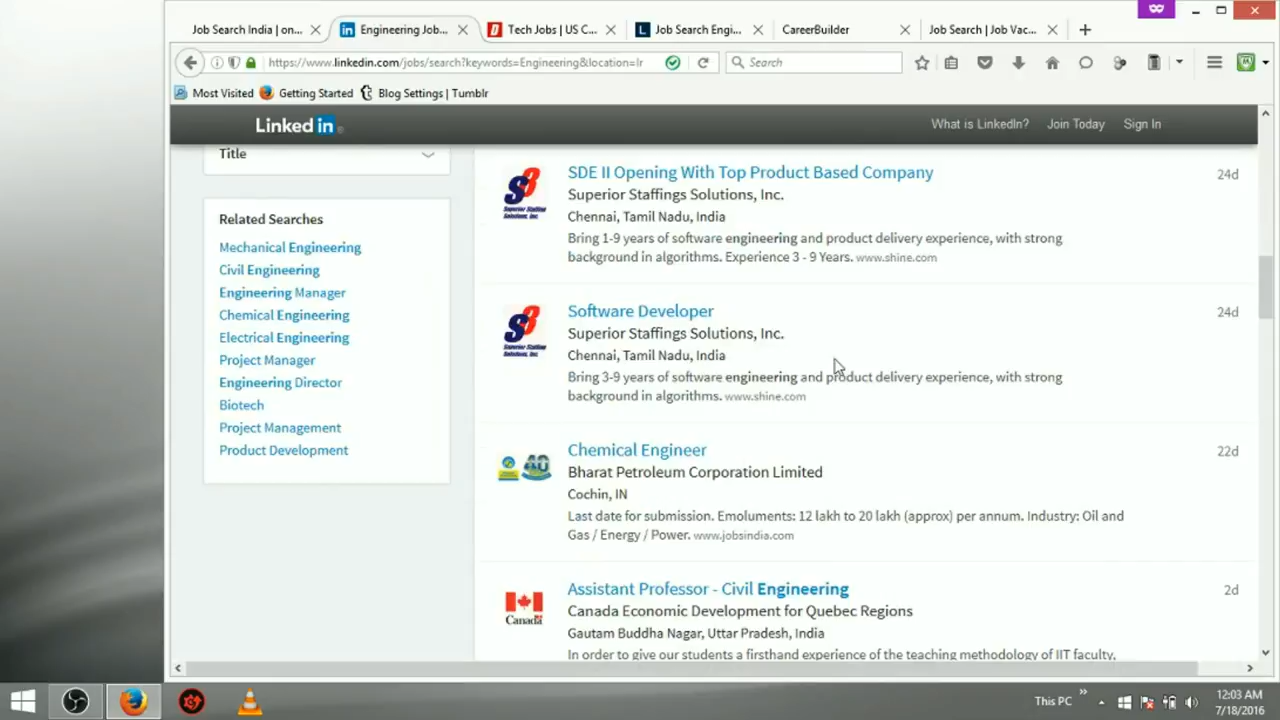 Job Search India | on...
Engineering Job...
Tech Jobs | US C...
Job Search Engi...
CareerBuilder
Job Search | Job Vac...
https://www.linkedin.com/jobs/search?keywords=Engineering&location=Ir
Search
Most Visited
Getting Started
Blog Settings | Tumblr
Linked in
What is LinkedIn?
Join Today
Sign In
Title
Related Searches
Mechanical Engineering
Civil Engineering
Engineering Manager
Chemical Engineering
Electrical Engineering
Project Manager
Engineering Director
Biotech
Project Management
Product Development
SDE II Opening With Top Product Based Company
24d
Superior Staffings Solutions, Inc.
Chennai, Tamil Nadu, India
Bring 1-9 years of software engineering and product delivery experience, with strong
background in algorithms. Experience 3 - 9 Years. www.shine.com
Software Developer
24d
Superior Staffings Solutions, Inc.
Chennai, Tamil Nadu, India
Bring 3-9 years of software engineering and product delivery experience, with strong
background in algorithms. www.shine.com
Chemical Engineer
22d
Bharat Petroleum Corporation Limited
Cochin, IN
Last date for submission. Emoluments: 12 lakh to 20 lakh (approx) per annum. Industry: Oil and
Gas / Energy / Power. www.jobsindia.com
Assistant Professor - Civil Engineering
2d
Canada Economic Development for Quebec Regions
Canada
Gautam Buddha Nagar, Uttar Pradesh, India
In order to give our students a firsthand experience of the teaching methodology of IIT faculty,
This PC
12:03 AM
7/18/2016